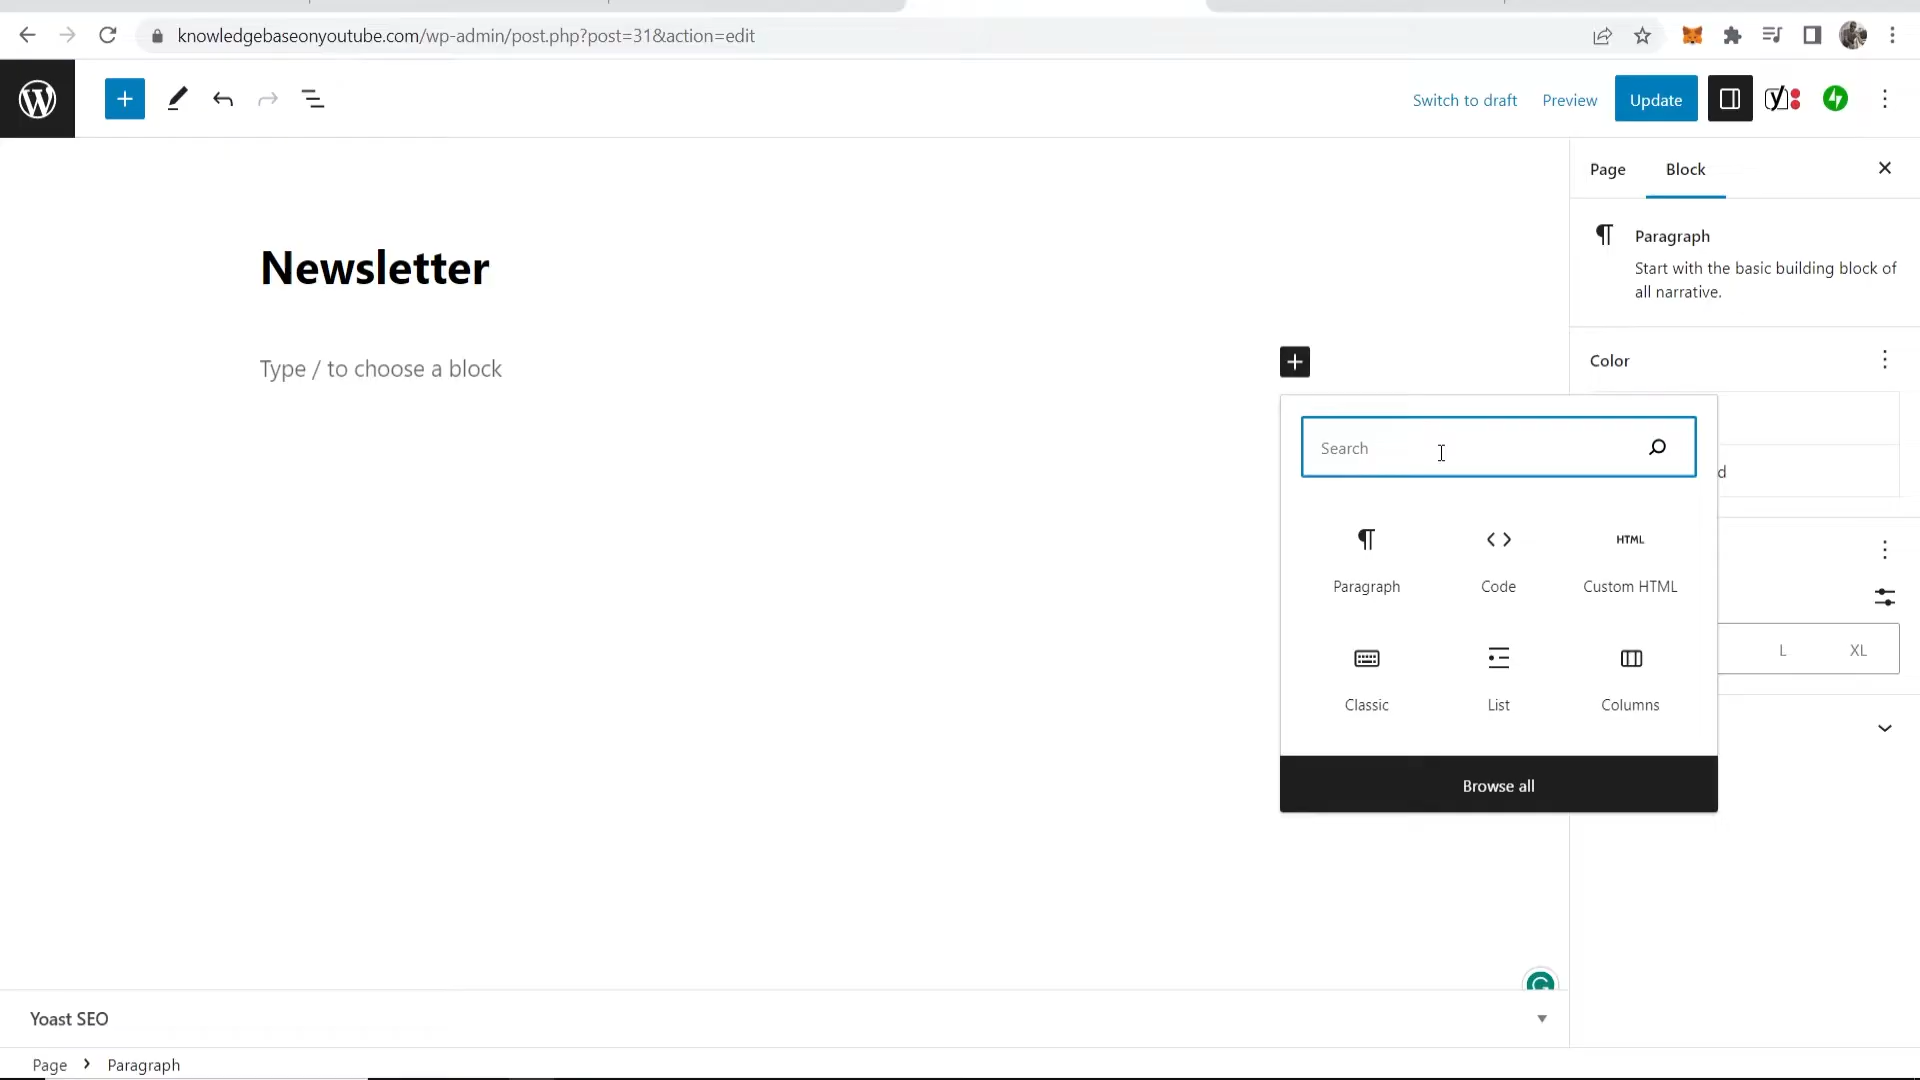 knowledgebaseonyoutube.com/wp-admin/post.php?post=31&action=edit
Switch to draft
Preview
Update
Page
Block
Paragraph
Start with the basic building block of
all narrative.
Newsletter
Type / to choose a block
Color
Search
d
Paragraph
Code
HTML
Custom HTML
L
XL
Classic
List
Columns
Browse all
Yoast SEO
Page
Paragraph